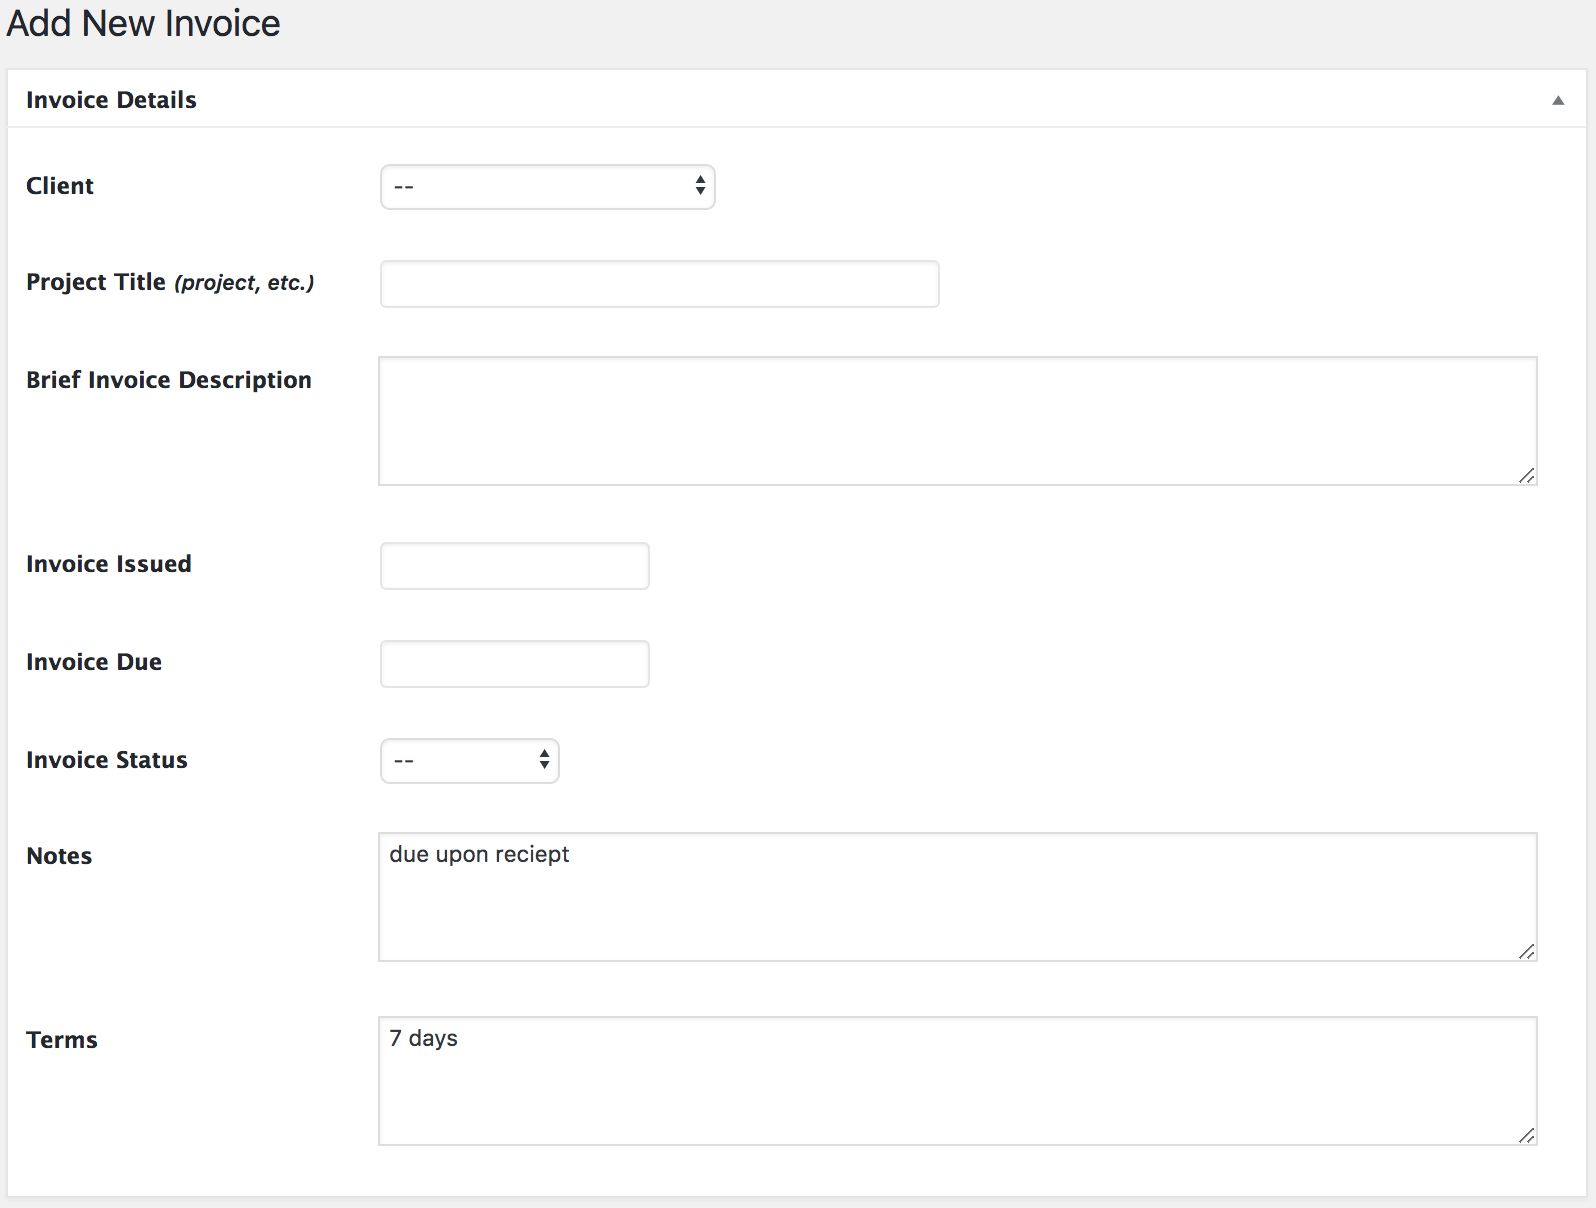 Add New Invoice
Invoice Details
Client
--
Project Title (project, etc.)
Brief Invoice Description
Invoice Issued
Invoice Due
Invoice Status
--
Notes
due upon reciept
Terms
7 days